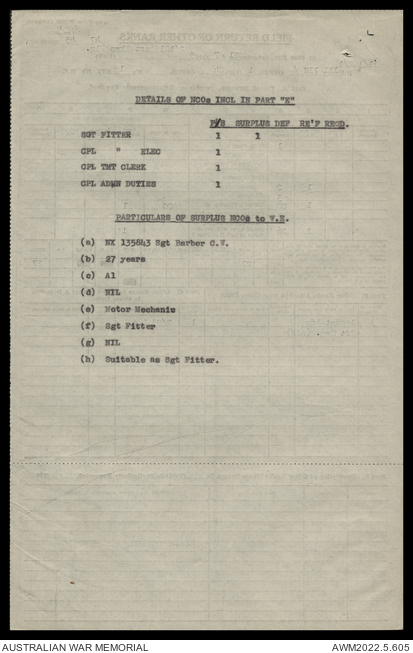 DETAILS OF NCOs INCL IN PART "E"
P/S SURPLUS DEF RE'F REQD.
SGT FITTER 1 1
CPL " ELEC 1
CPL TMT CLERK 1
CPL ADMN DUTIES 1
PARTICULARS OF SURPLUS NCOs to W.E.
(a) NX 135843 Sgt Barber C.W.
(b) 27 years
(c) A1
(d) NIL
(e) Motor Mechanic
(f) Sgt Fitter
(g) NIL
(h) Suitable as Sgt Fitter.
AUSTRALIAN WAR MEMORIAL AWM2022.5.605